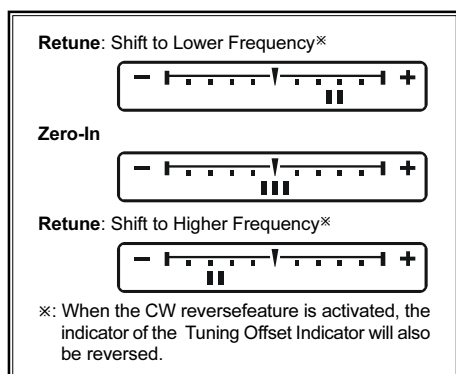 Retune: Shift to Lower Frequency※
− +
Zero-In
− +
Retune: Shift to Higher Frequency※
− +
※: When the CW reversefeature is activated, the
indicator of the Tuning Offset Indicator will also
be reversed.